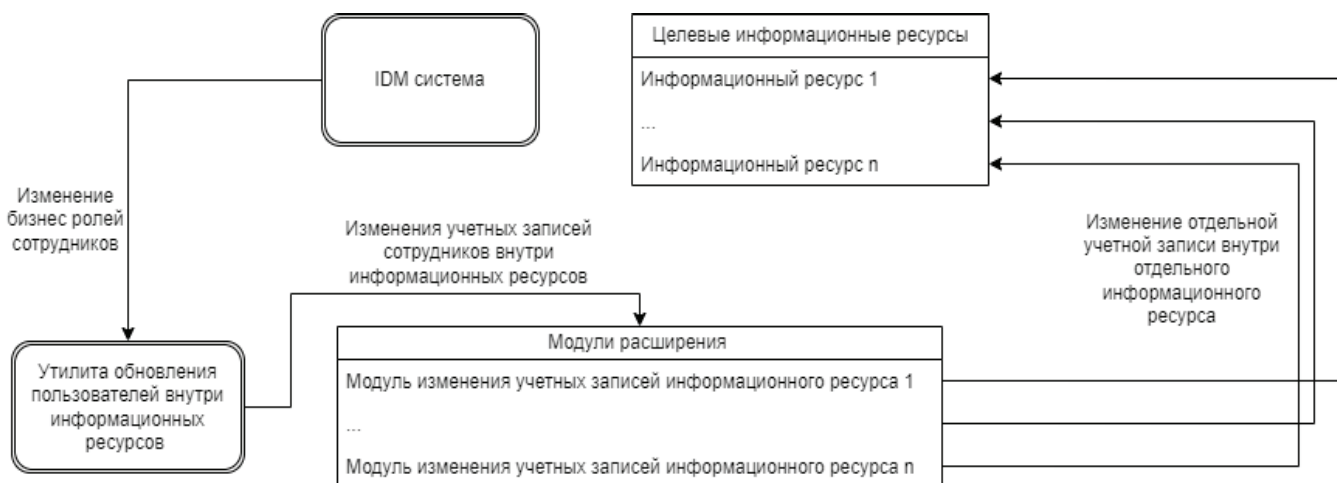 IDM система
Целевые информационные ресурсы
Информационный ресурс 1
...
Информационный ресурс n
Изменение
бизнес ролей
сотрудников
Изменения учетных записей
сотрудников внутри
информационных ресурсов
Изменение отдельной
учетной записи внутри
отдельного
информационного
ресурса
Утилита обновления
пользователей внутри
информационных
ресурсов
Модули расширения
Модуль изменения учетных записей информационного ресурса 1
...
Модуль изменения учетных записей информационного ресурса n